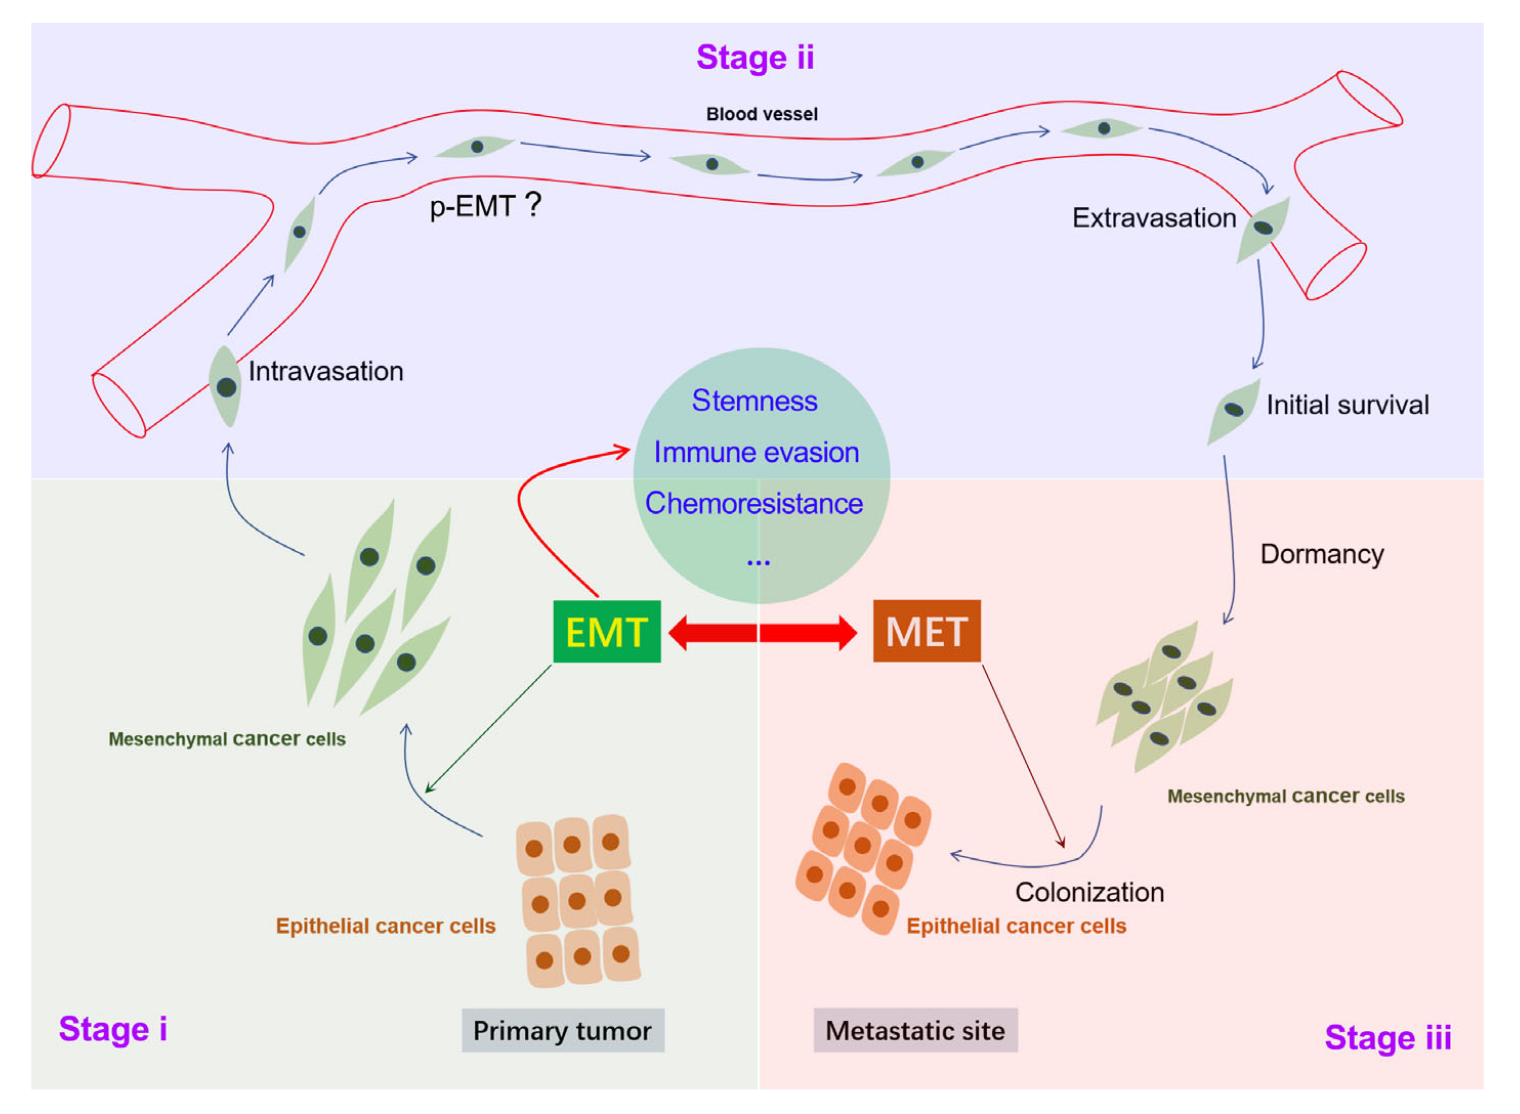 Stage ii
Blood vessel
p-EMT ?
Extravasation
Intravasation
Initial survival
Stemness
Immune evasion
Chemoresistance
...
Dormancy
EMT
MET
Mesenchymal cancer cells
Mesenchymal cancer cells
Colonization
Epithelial cancer cells
Epithelial cancer cells
Stage i
Primary tumor
Metastatic site
Stage iii